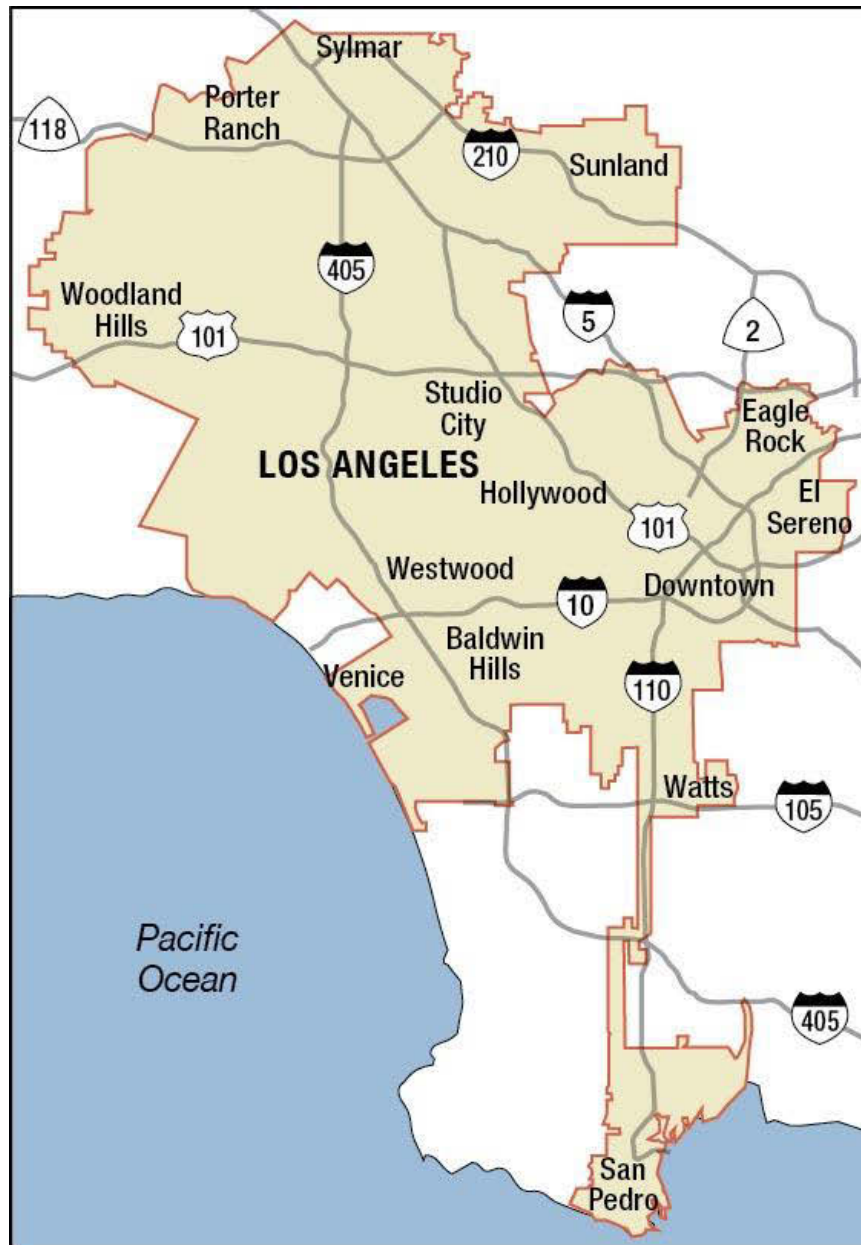 Sylmar
Porter
Ranch
118
210
Sunland
405
Woodland
Hills
101
5
2
Studio
City
Eagle
Rock
LOS ANGELES
Hollywood
El
Sereno
101
Westwood
10
Downtown
Baldwin
Hills
Venice
110
Watts
105
Pacific
Ocean
405
San
Pedro